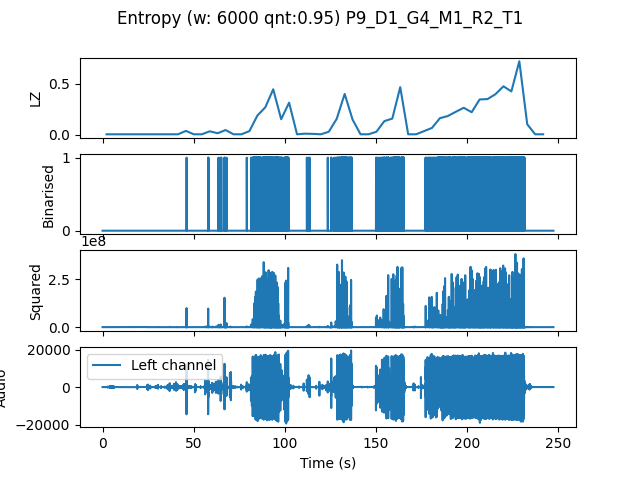 Entropy (w: 6000 qnt:0.95) P9_D1_G4_M1_R2_T1
LZ
0.5
0.0
Binarised
1
0
1e8
Squared
2.5
0.0
Audio
20000
0
−20000
Left channel
0 50 100 150 200 250
Time (s)